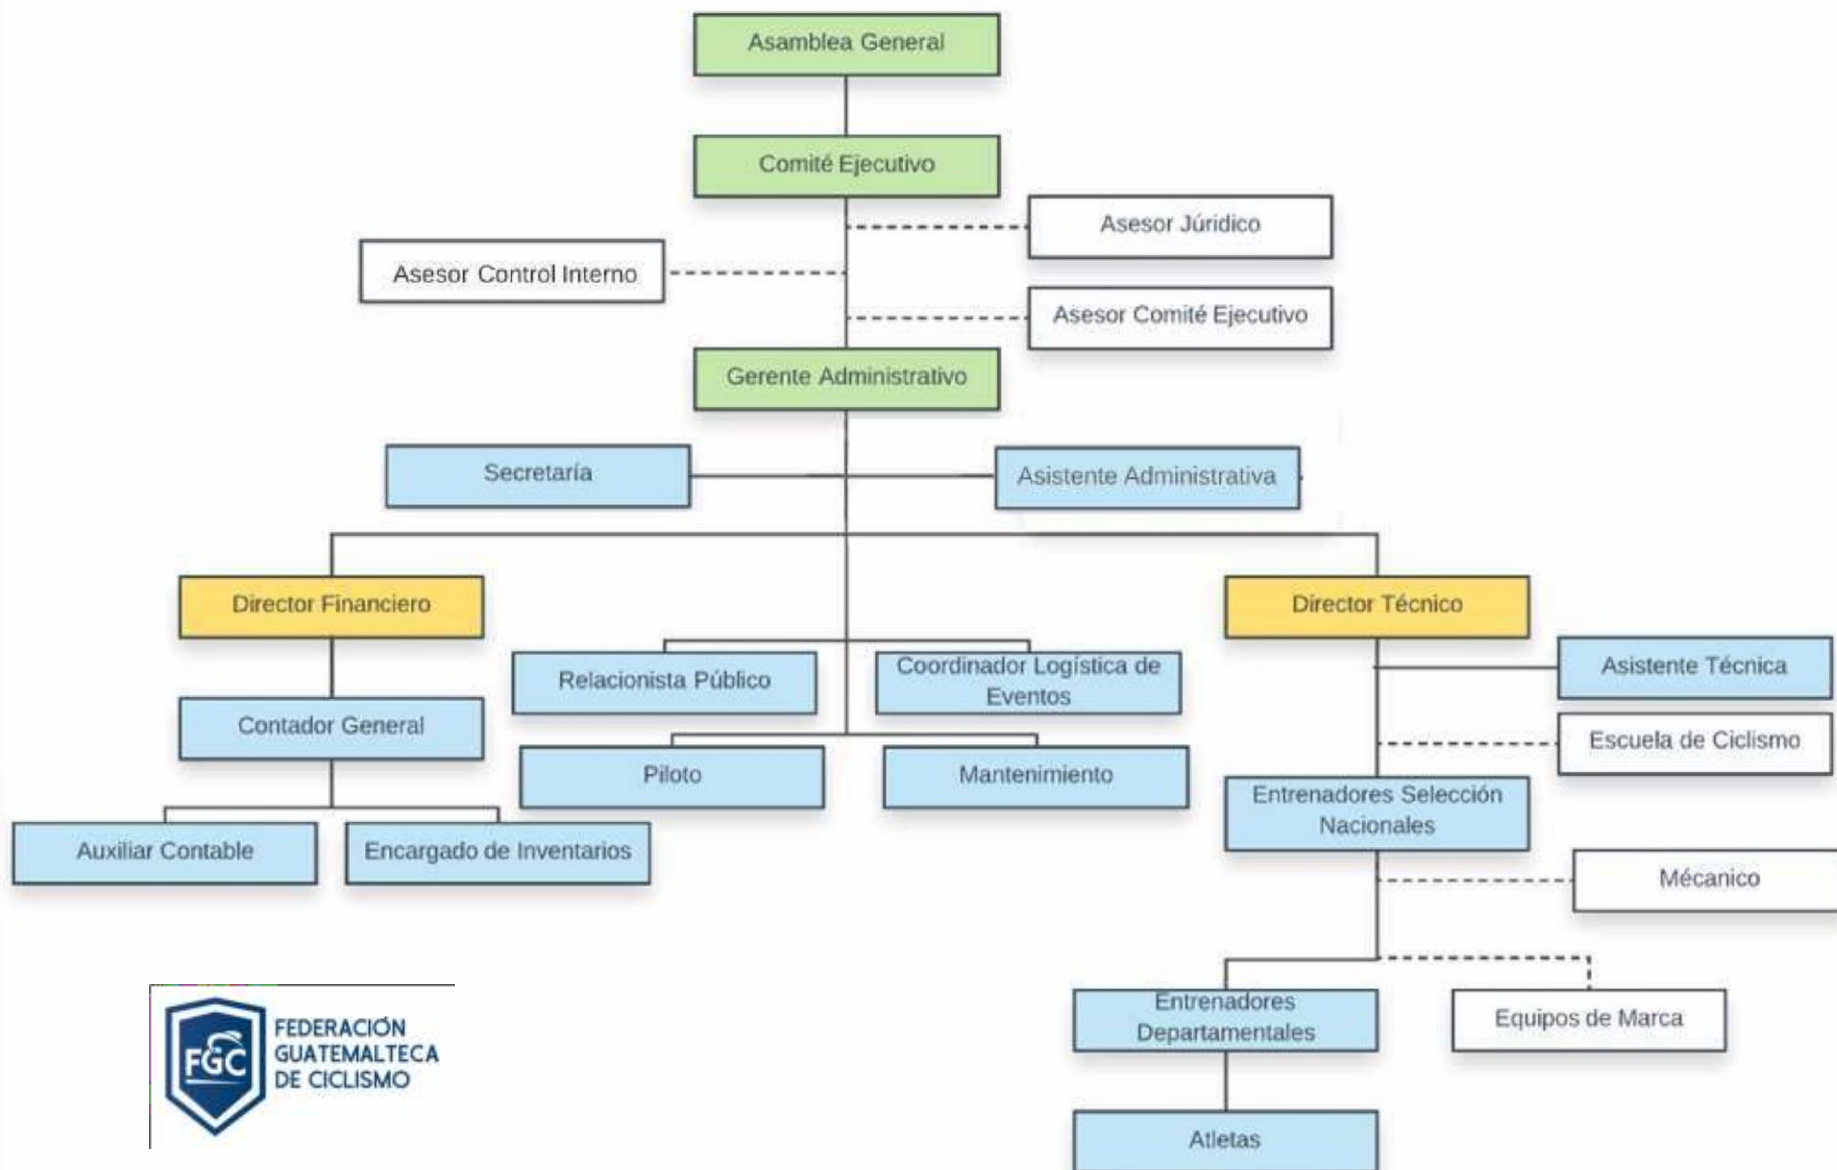 Asamblea General
Comité Ejecutivo
Asesor Júridico
Asesor Control Interno
Asesor Comité Ejecutivo
Gerente Administrativo
Secretaría
Asistente Administrativa
Director Financiero
Director Técnico
Relacionista Público
Coordinador Logística de
Eventos
Asistente Técnica
Contador General
Escuela de Ciclismo
Piloto
Mantenimiento
Entrenadores Selección
Nacionales
Auxiliar Contable
Encargado de Inventarios
Mécanico
Entrenadores
Departamentales
Equipos de Marca
FGC
FEDERACIÓN
GUATEMALTECA
DE CICLISMO
Atletas